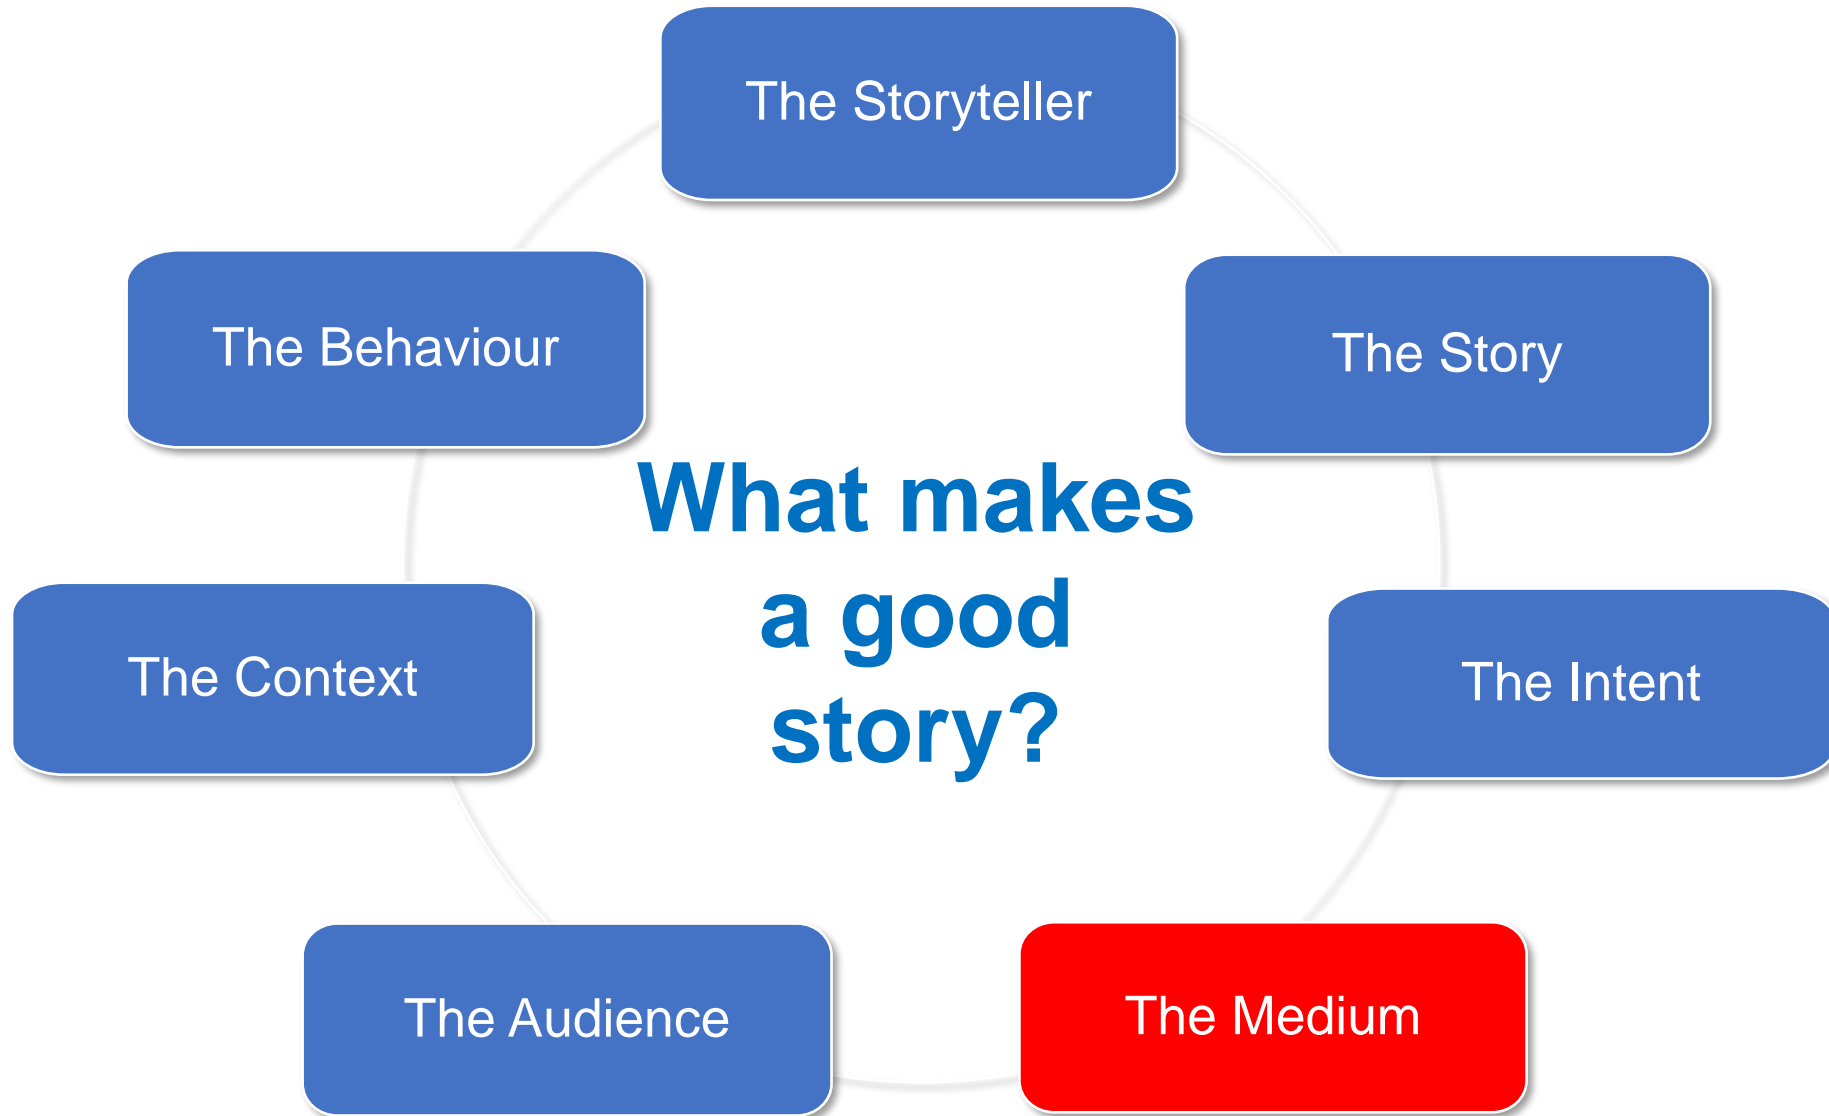 The Storyteller
The Behaviour
The Story
What makes
a good
story?
The Context
The Intent
The Audience
The Medium